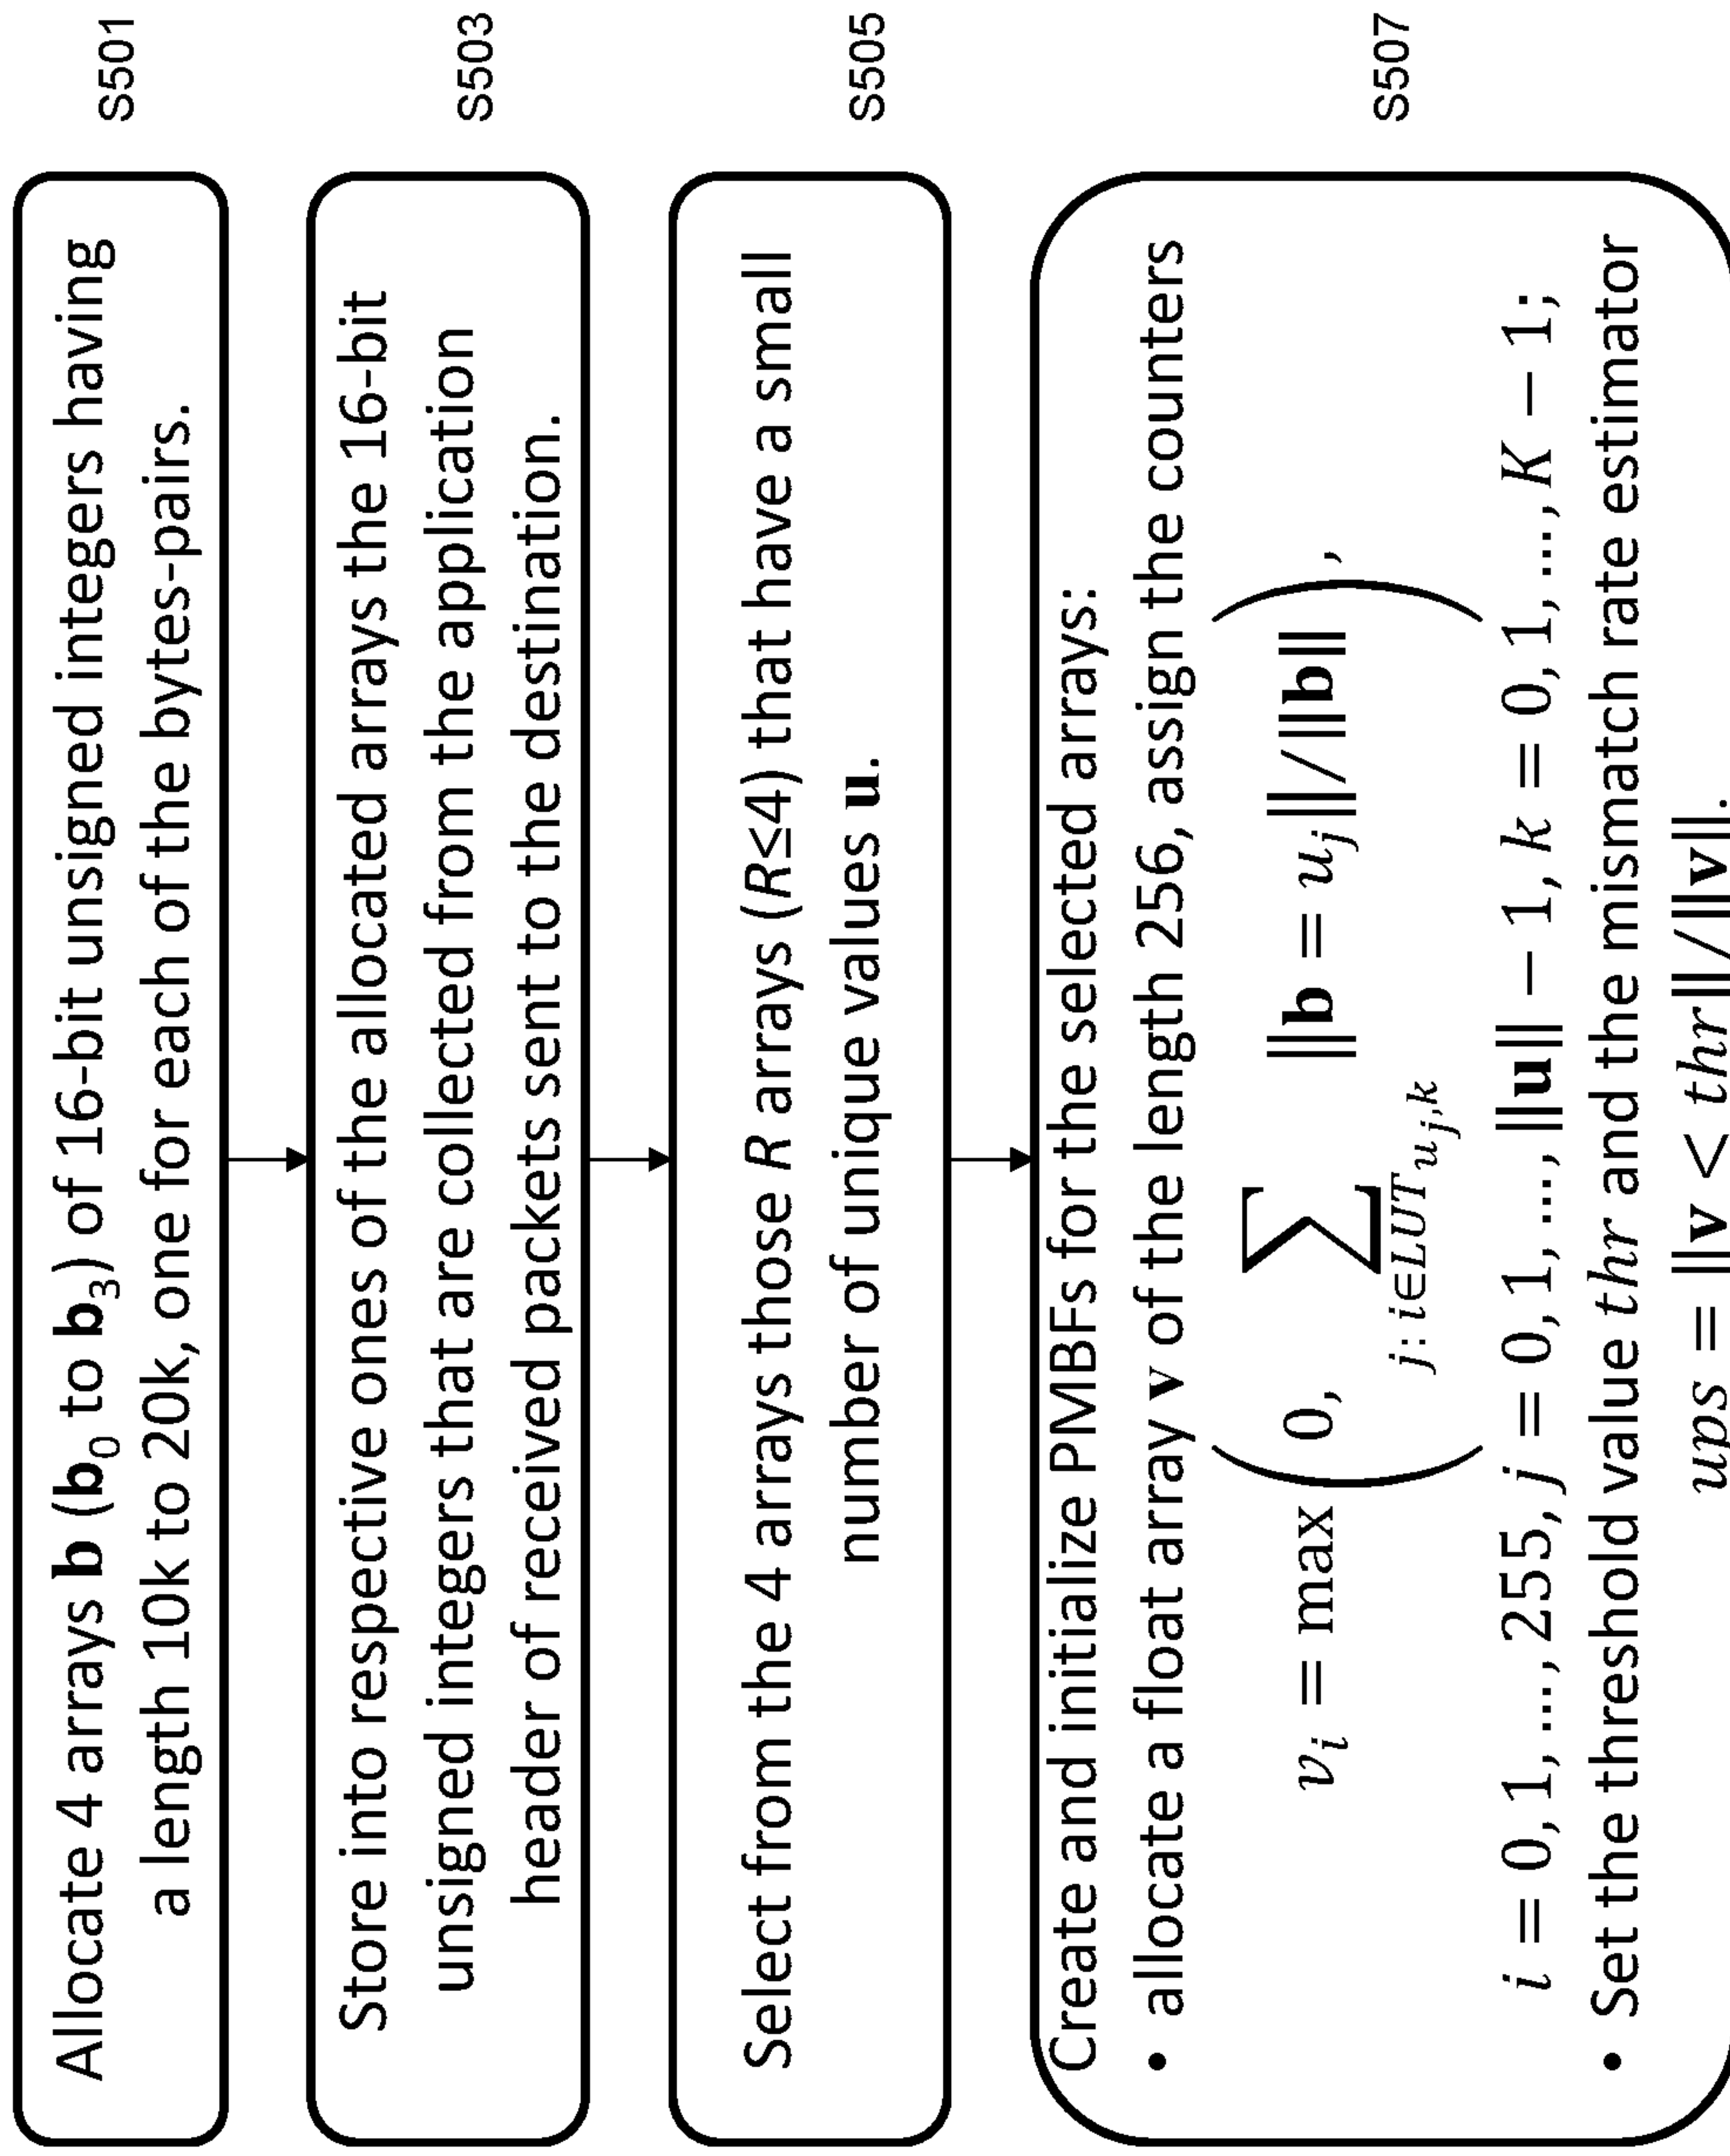 Allocate 4 arrays b (b0 to b3) of 16-bit unsigned integers having
a length 10k to 20k, one for each of the bytes-pairs.
S501
Store into respective ones of the allocated arrays the 16-bit
unsigned integers that are collected from the application
header of received packets sent to the destination.
S503
Select from the 4 arrays those R arrays (R≤4) that have a small
number of unique values u.
S505
Create and initialize PMBFs for the selected arrays:
• allocate a float array v of the length 256, assign the counters
v_i = max ( 0, ∑_{j: i∈LUT_{u_j,k}} ‖b = u_j‖/‖b‖ ) ,
i = 0, 1, ..., 255, j = 0, 1, ..., ‖u‖ − 1, k = 0, 1, ..., K − 1;
• Set the threshold value thr and the mismatch rate estimator
ups = ‖v < thr‖/‖v‖.
S507